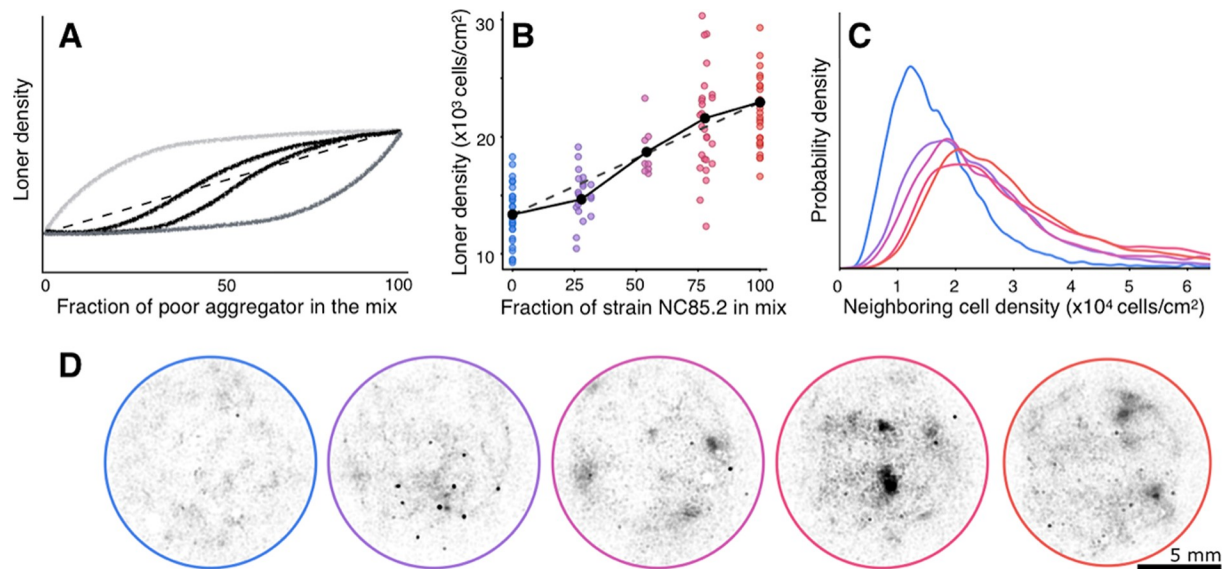 A
Loner density
0
50
100
Fraction of poor aggregator in the mix
B
Loner density (x10³ cells/cm²)
30
20
10
0
25
50
75
100
Fraction of strain NC85.2 in mix
C
Probability density
0
1
2
3
4
5
6
Neighboring cell density (x10⁴ cells/cm²)
D
5 mm